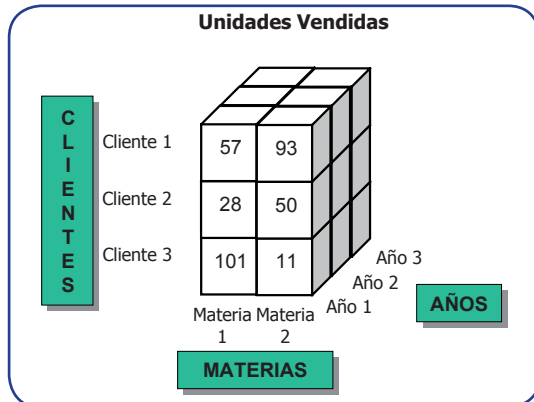 Unidades Vendidas
CLIENTES
Cliente 1
57 93
Cliente 2
28 50
Cliente 3
101 11
Año 3
Año 2
Año 1
AÑOS
Materia Materia
1 2
MATERIAS